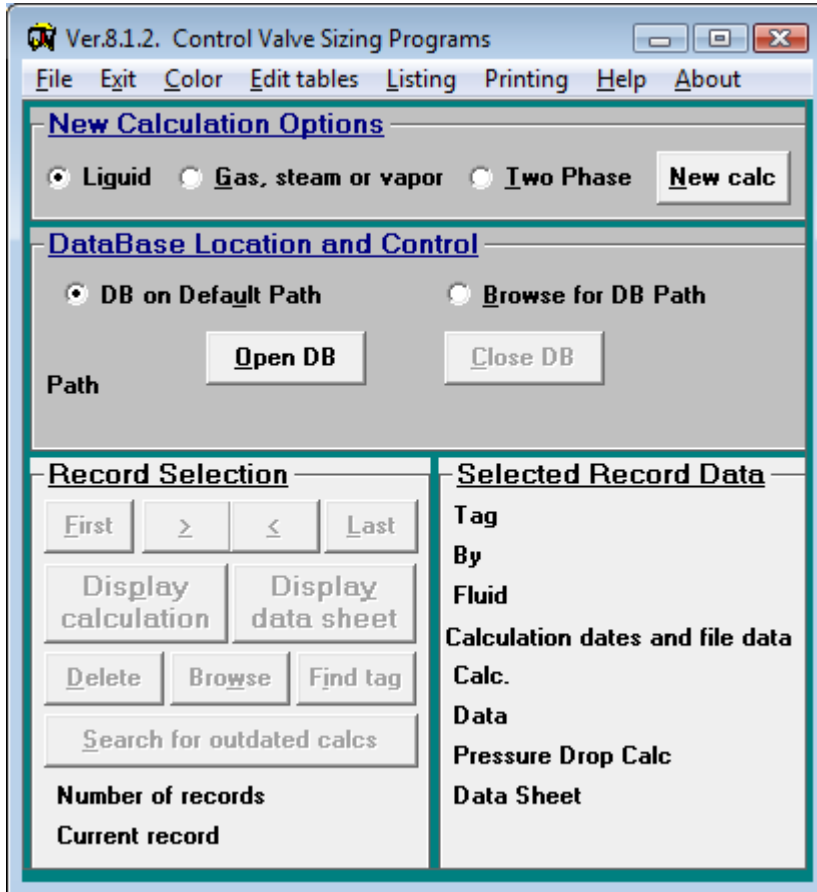 Ver.8.1.2. Control Valve Sizing Programs
File Exit Color Edit tables Listing Printing Help About
New Calculation Options
Liguid Gas, steam or vapor Two Phase New calc
DataBase Location and Control
DB on Default Path Browse for DB Path
Open DB Close DB
Path
Record Selection
First > < Last
Display calculation Display data sheet
Delete Browse Find tag
Search for outdated calcs
Number of records
Current record
Selected Record Data
Tag
By
Fluid
Calculation dates and file data
Calc.
Data
Pressure Drop Calc
Data Sheet